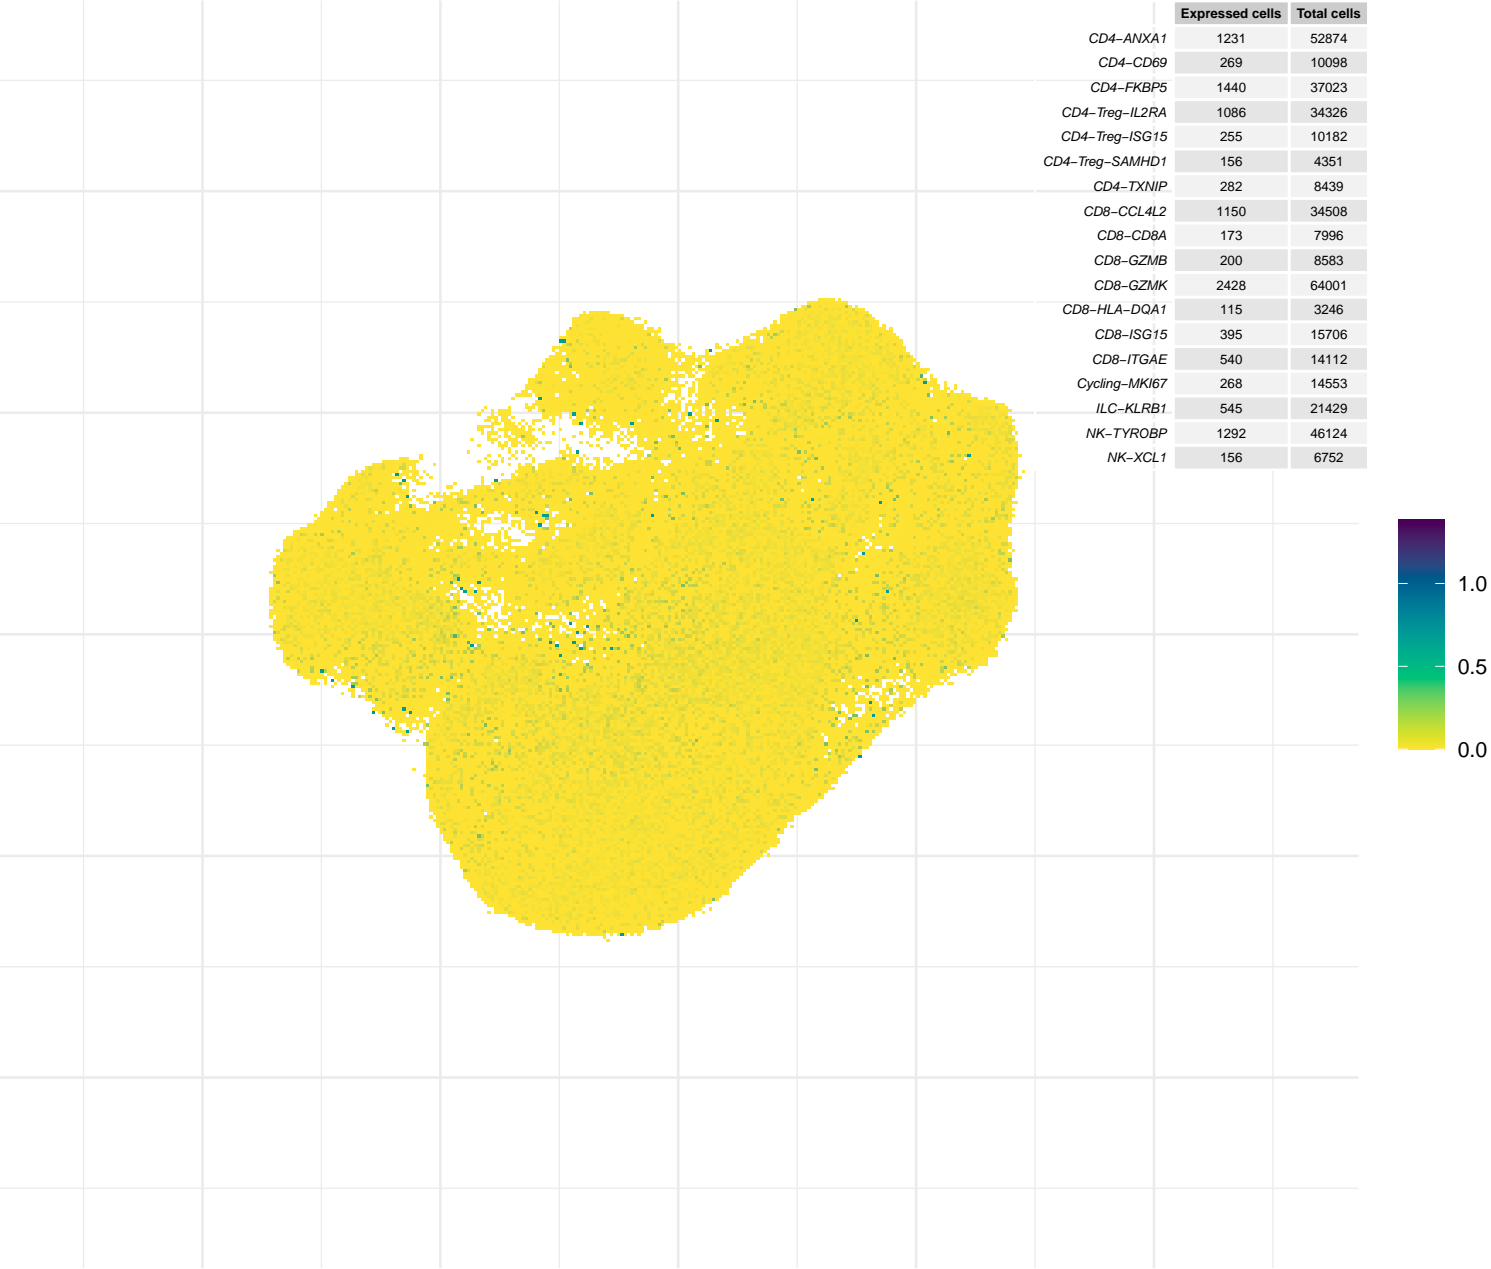 Expressed cells Total cells
CD4−ANXA1 1231 52874
CD4−CD69 269 10098
CD4−FKBP5 1440 37023
CD4−Treg−IL2RA 1086 34326
CD4−Treg−ISG15 255 10182
CD4−Treg−SAMHD1 156 4351
CD4−TXNIP 282 8439
CD8−CCL4L2 1150 34508
CD8−CD8A 173 7996
CD8−GZMB 200 8583
CD8−GZMK 2428 64001
CD8−HLA−DQA1 115 3246
CD8−ISG15 395 15706
CD8−ITGAE 540 14112
Cycling−MKI67 268 14553
ILC−KLRB1 545 21429
NK−TYROBP 1292 46124
NK−XCL1 156 6752
1.0
0.5
0.0